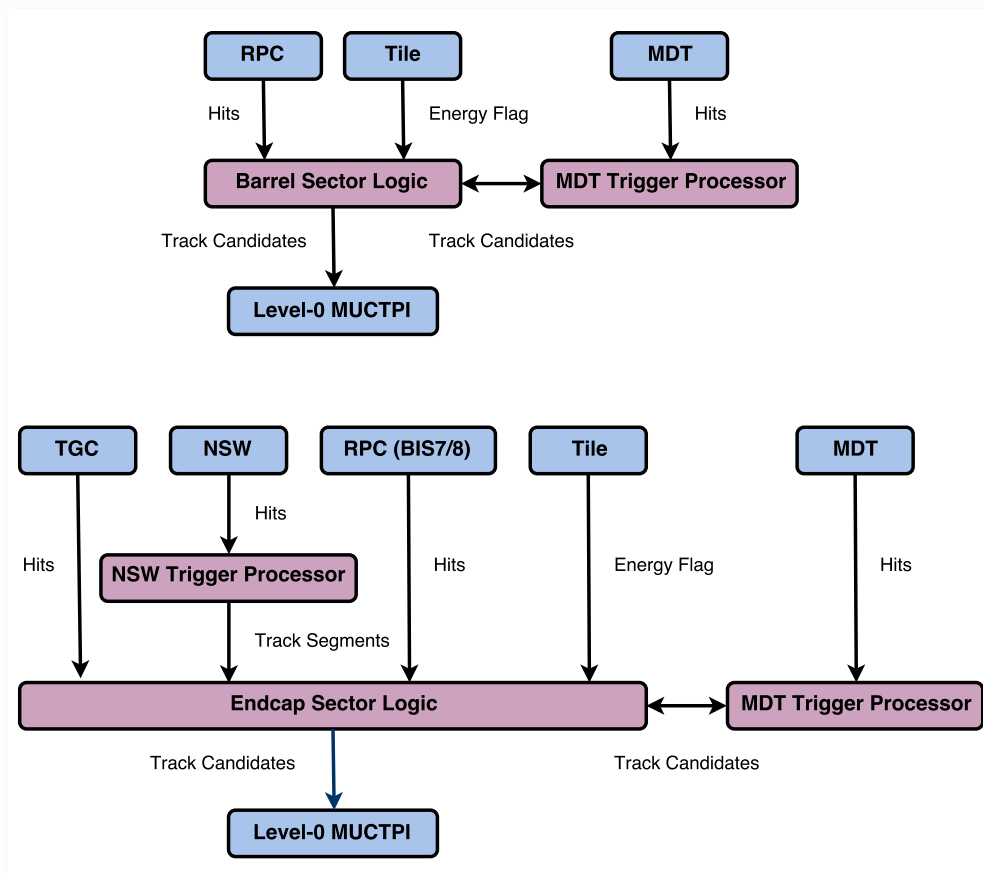 RPC
Tile
MDT
Hits
Energy Flag
Hits
Barrel Sector Logic
MDT Trigger Processor
Track Candidates
Track Candidates
Level-0 MUCTPI
TGC
NSW
RPC (BIS7/8)
Tile
MDT
Hits
Hits
NSW Trigger Processor
Hits
Energy Flag
Hits
Track Segments
Endcap Sector Logic
MDT Trigger Processor
Track Candidates
Track Candidates
Level-0 MUCTPI